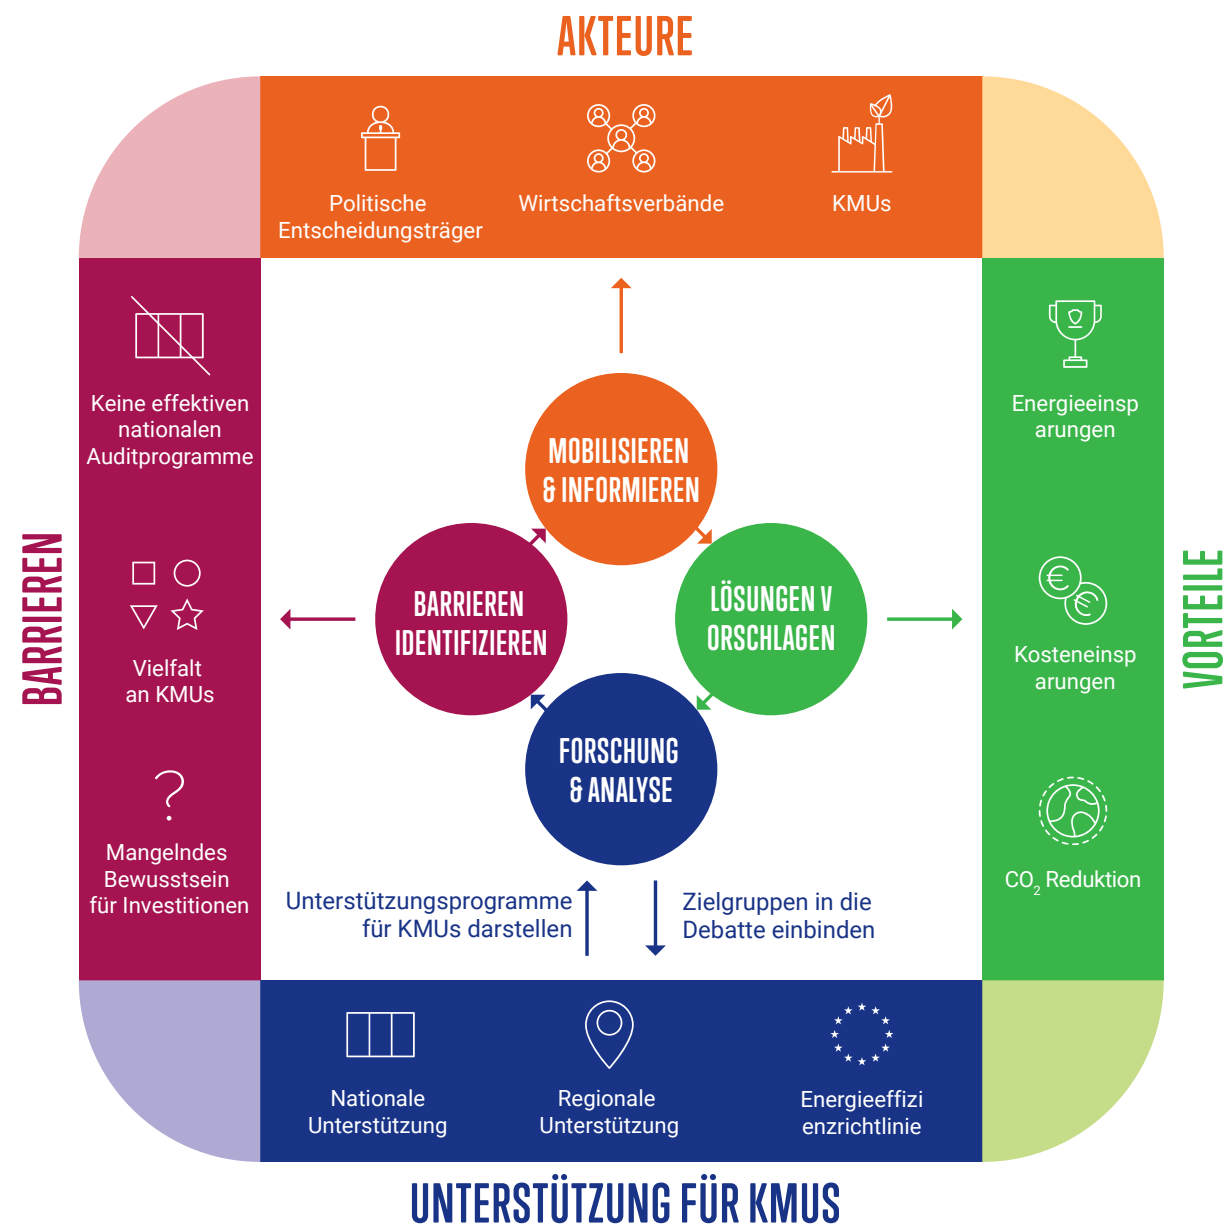 AKTEURE
Politische
Entscheidungsträger
Wirtschaftsverbände
KMUs
BARRIEREN
Keine effektiven
nationalen
Auditprogramme
Vielfalt
an KMUs
Mangelndes
Bewusstsein
für Investitionen
MOBILISIEREN
& INFORMIEREN
BARRIEREN
IDENTIFIZIEREN
LÖSUNGEN V
ORSCHLAGEN
FORSCHUNG
& ANALYSE
Unterstützungsprogramme
für KMUs darstellen
Zielgruppen in die
Debatte einbinden
VORTEILE
Energieeinsp
arungen
Kosteneinsp
arungen
CO₂ Reduktion
Nationale
Unterstützung
Regionale
Unterstützung
Energieeffizi
enzrichtlinie
UNTERSTÜTZUNG FÜR KMUS